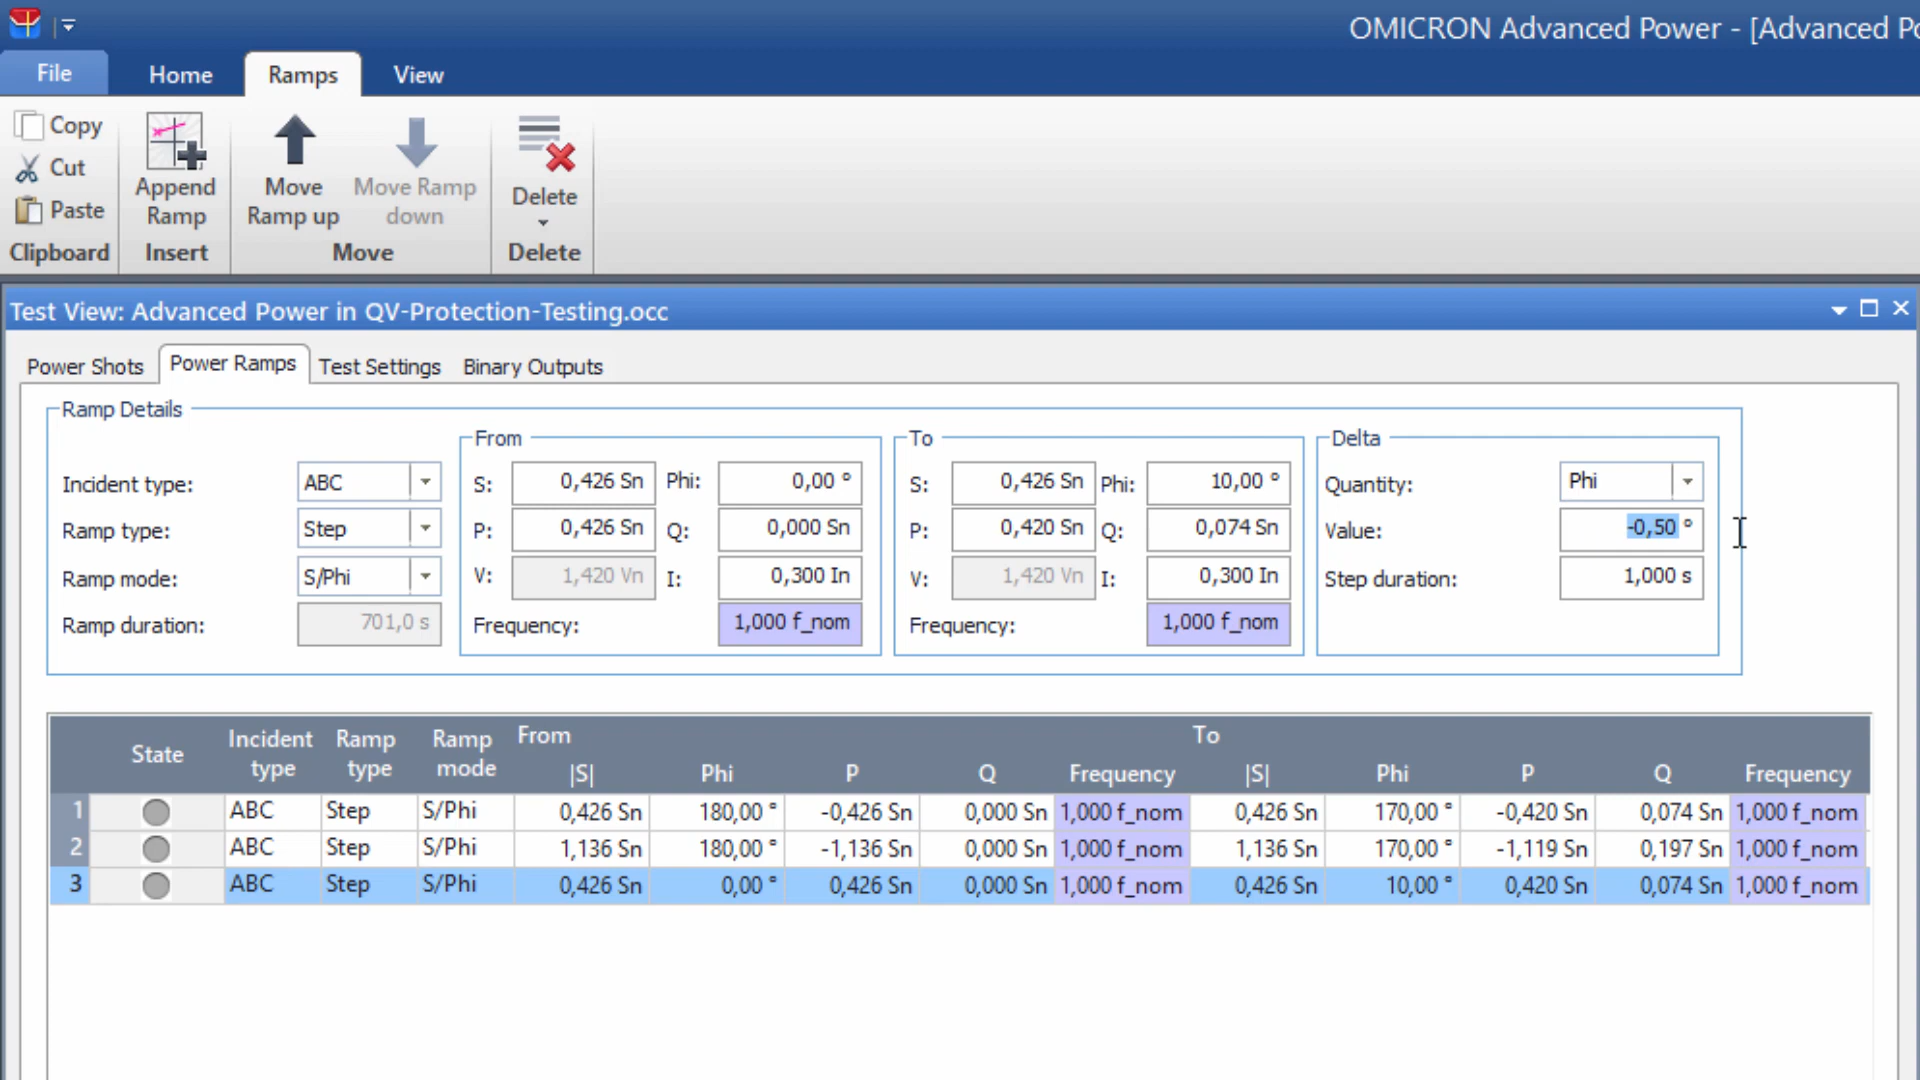 OMICRON Advanced Power - [Advanced Po
File Home Ramps View
Copy
Cut
Paste
Append Ramp
Move Ramp up
Move Ramp down
Delete
Clipboard Insert Move Delete
Test View: Advanced Power in QV-Protection-Testing.occ
Power Shots Power Ramps Test Settings Binary Outputs
Ramp Details
From To Delta
Incident type: ABC S: 0,426 Sn Phi: 0,00 ° S: 0,426 Sn Phi: 10,00 ° Quantity: Phi
Ramp type: Step P: 0,426 Sn Q: 0,000 Sn P: 0,420 Sn Q: 0,074 Sn Value: -0,50 °
Ramp mode: S/Phi V: 1,420 Vn I: 0,300 In V: 1,420 Vn I: 0,300 In Step duration: 1,000 s
Ramp duration: 701,0 s Frequency: 1,000 f_nom Frequency: 1,000 f_nom
From To
State Incident type Ramp type Ramp mode |S| Phi P Q Frequency |S| Phi P Q Frequency
1 ABC Step S/Phi 0,426 Sn 180,00 ° -0,426 Sn 0,000 Sn 1,000 f_nom 0,426 Sn 170,00 ° -0,420 Sn 0,074 Sn 1,000 f_nom
2 ABC Step S/Phi 1,136 Sn 180,00 ° -1,136 Sn 0,000 Sn 1,000 f_nom 1,136 Sn 170,00 ° -1,119 Sn 0,197 Sn 1,000 f_nom
3 ABC Step S/Phi 0,426 Sn 0,00 ° 0,426 Sn 0,000 Sn 1,000 f_nom 0,426 Sn 10,00 ° 0,420 Sn 0,074 Sn 1,000 f_nom